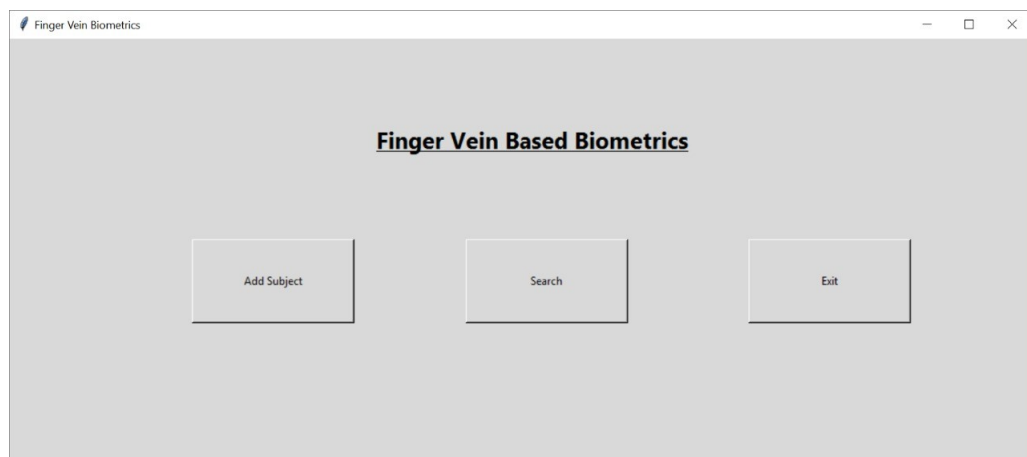 Finger Vein Biometrics
Finger Vein Based Biometrics
Add Subject
Search
Exit